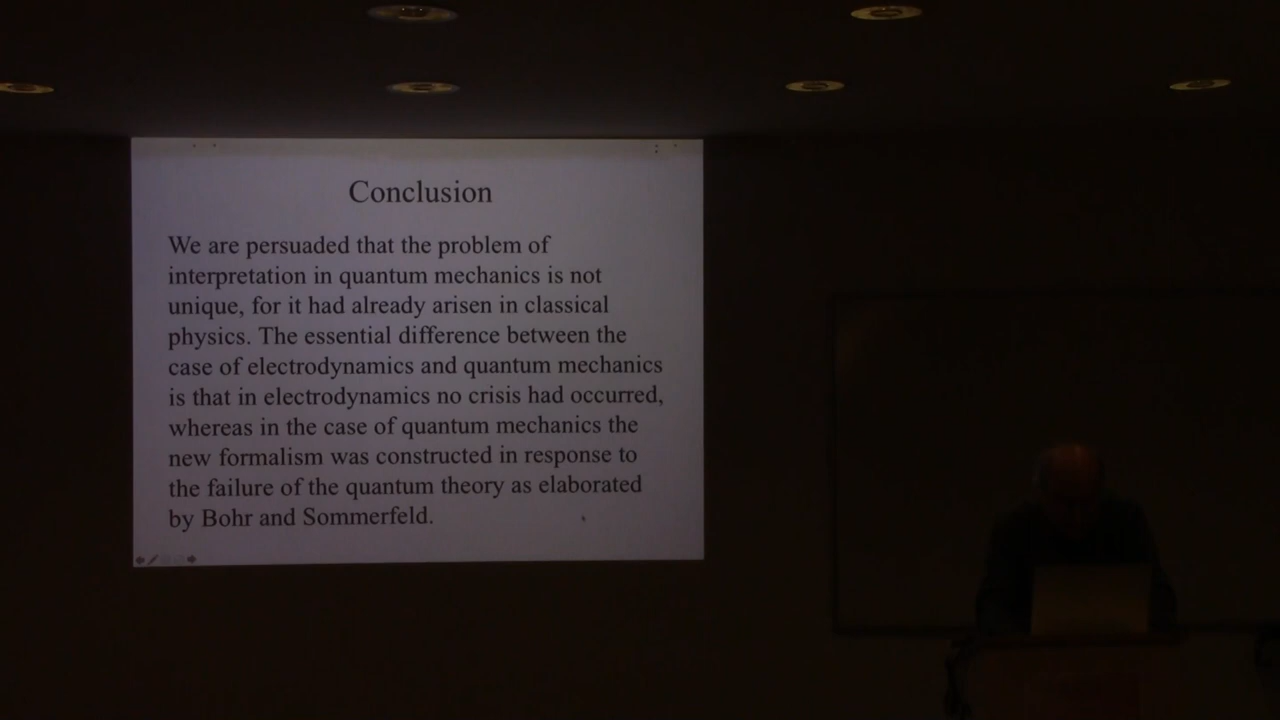 Conclusion
We are persuaded that the problem of
interpretation in quantum mechanics is not
unique, for it had already arisen in classical
physics. The essential difference between the
case of electrodynamics and quantum mechanics
is that in electrodynamics no crisis had occurred,
whereas in the case of quantum mechanics the
new formalism was constructed in response to
the failure of the quantum theory as elaborated
by Bohr and Sommerfeld.